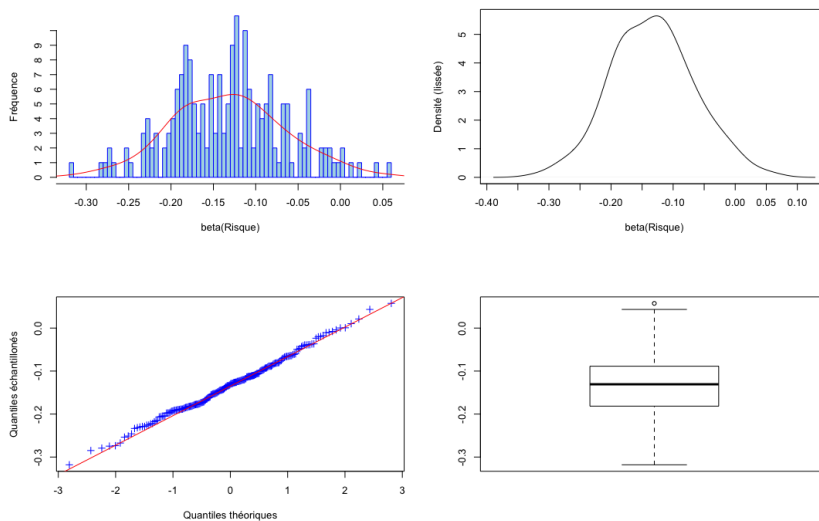 Fréquence
0 1 2 3 4 5 6 7 8 9
-0.30 -0.25 -0.20 -0.15 -0.10 -0.05 0.00
beta(Risque)
Densité (lissée)
0 1 2 3 4 5
-0.40 -0.30 -0.20 -0.10 0.00 0.10
beta(Risque)
Quantiles échantillonés
-0.3 -0.2 -0.1 0.0
-3 -2 -1 0 1 2 3
Quantiles théoriques
-0.3 -0.2 -0.1 0.0